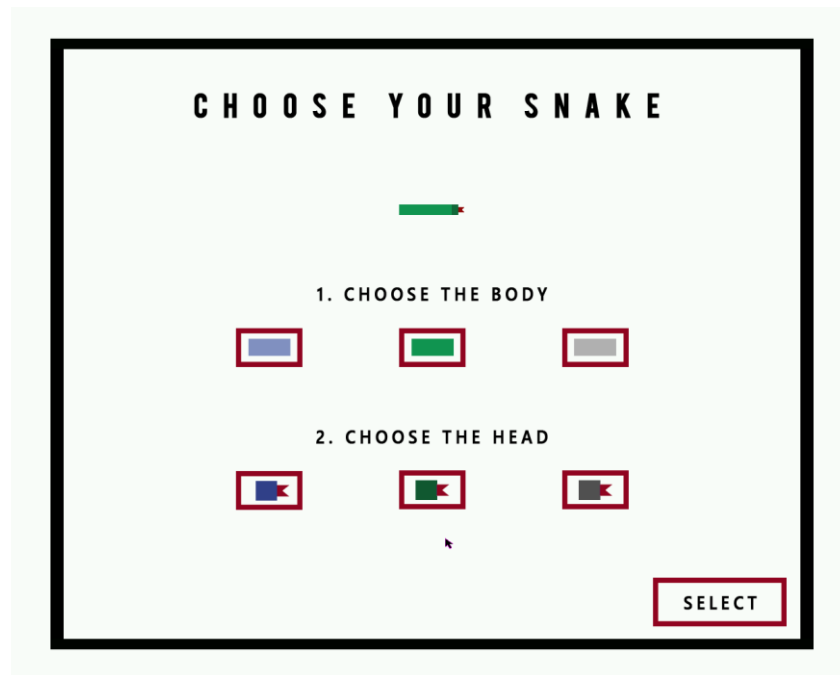 CHOOSE YOUR SNAKE
1. CHOOSE THE BODY
2. CHOOSE THE HEAD
SELECT